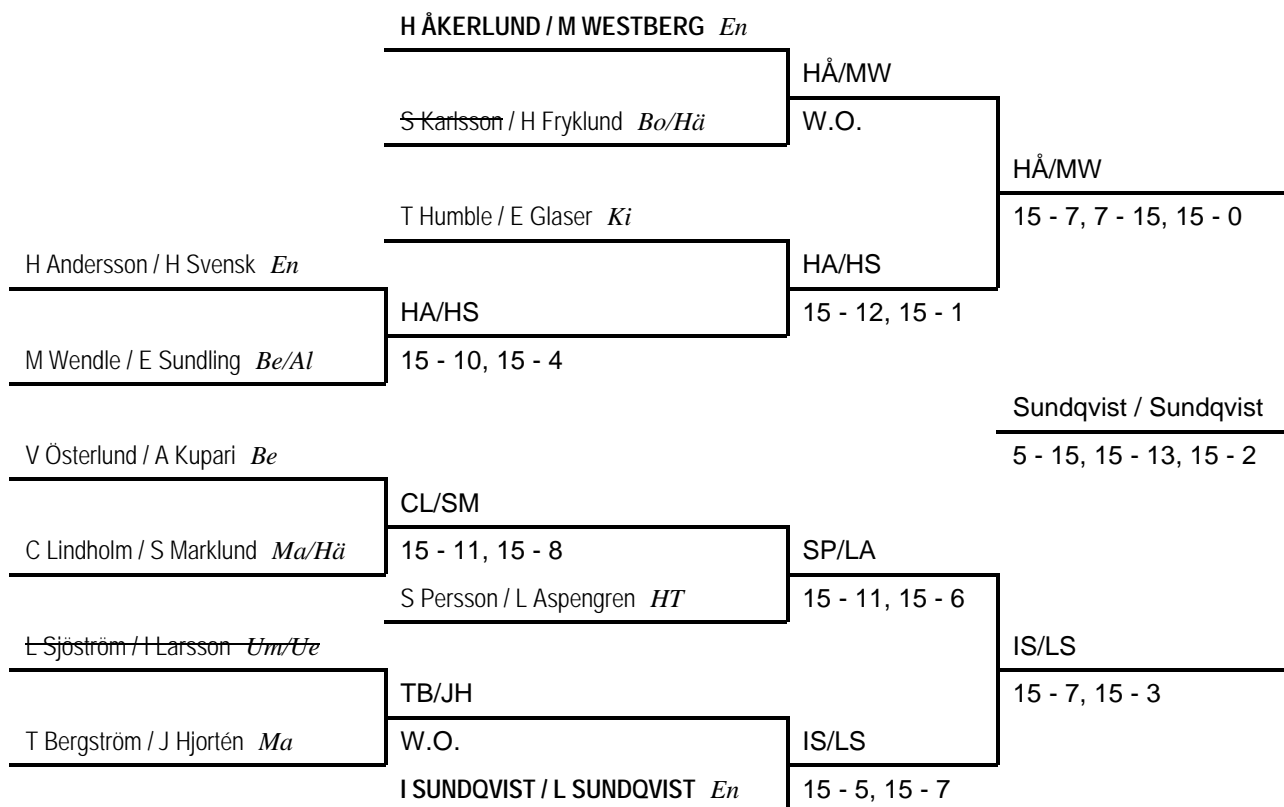 H ÅKERLUND / M WESTBERG En
HÅ/MW
S Karlsson / H Fryklund Bo/Hä
W.O.
HÅ/MW
T Humble / E Glaser Ki
15 - 7, 7 - 15, 15 - 0
H Andersson / H Svensk En
HA/HS
HA/HS
15 - 12, 15 - 1
M Wendle / E Sundling Be/Al
15 - 10, 15 - 4
Sundqvist / Sundqvist
V Österlund / A Kupari Be
5 - 15, 15 - 13, 15 - 2
CL/SM
C Lindholm / S Marklund Ma/Hä
15 - 11, 15 - 8
SP/LA
S Persson / L Aspengren HT
15 - 11, 15 - 6
L Sjöström / I Larsson Um/Ue
IS/LS
TB/JH
15 - 7, 15 - 3
T Bergström / J Hjortén Ma
W.O.
IS/LS
I SUNDQVIST / L SUNDQVIST En
15 - 5, 15 - 7